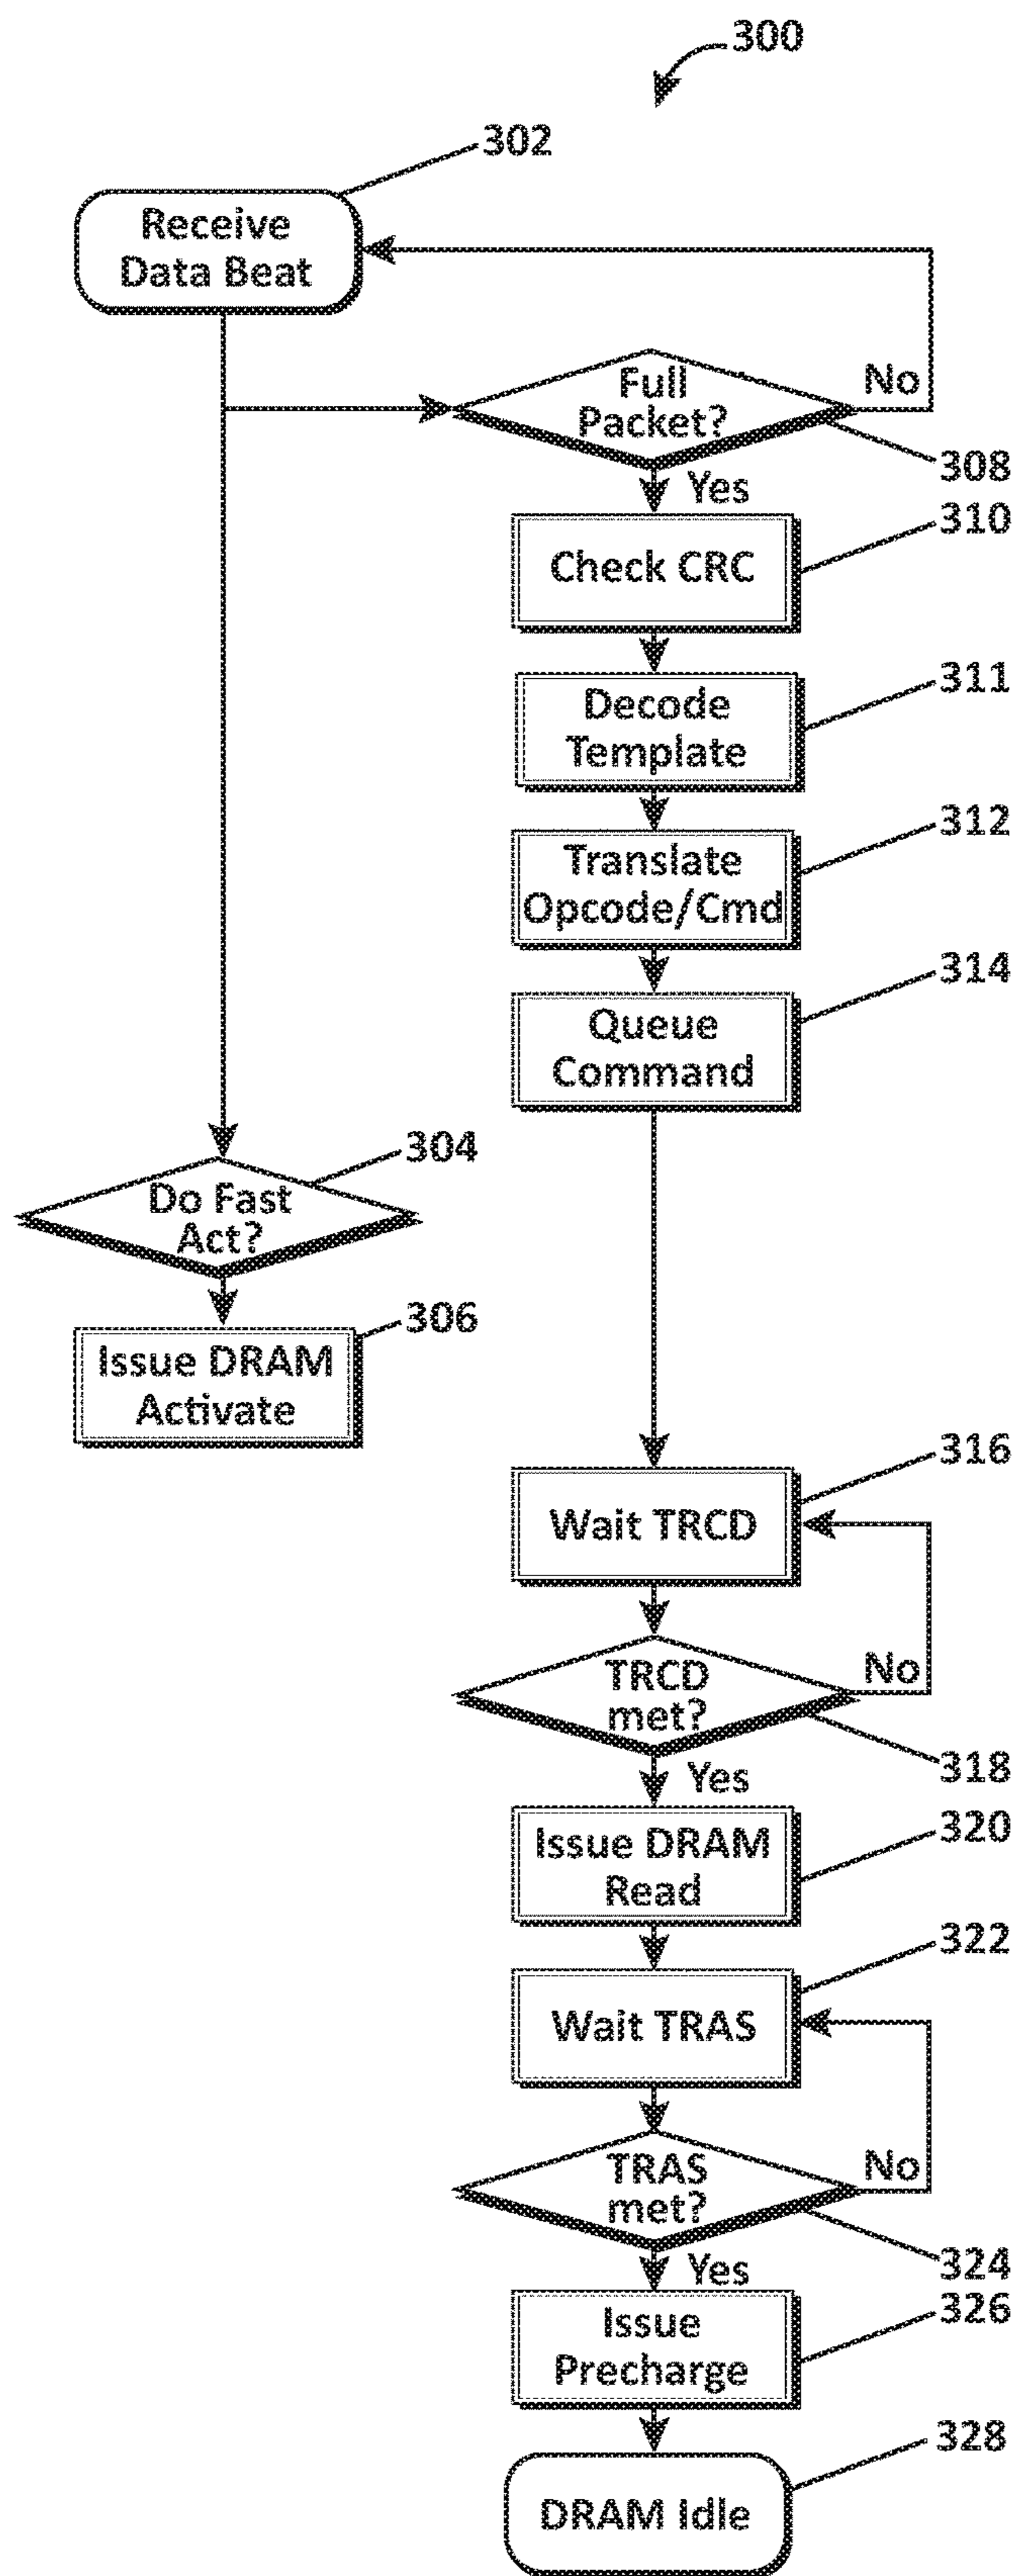 300
302
Receive
Data Beat
Full
Packet?
No
308
Yes
310
Check CRC
311
Decode
Template
312
Translate
Opcode/Cmd
314
Queue
Command
304
Do Fast
Act?
306
Issue DRAM
Activate
316
Wait TRCD
No
TRCD
met?
318
Yes
320
Issue DRAM
Read
322
Wait TRAS
No
TRAS
met?
324
Yes
326
Issue
Precharge
328
DRAM Idle